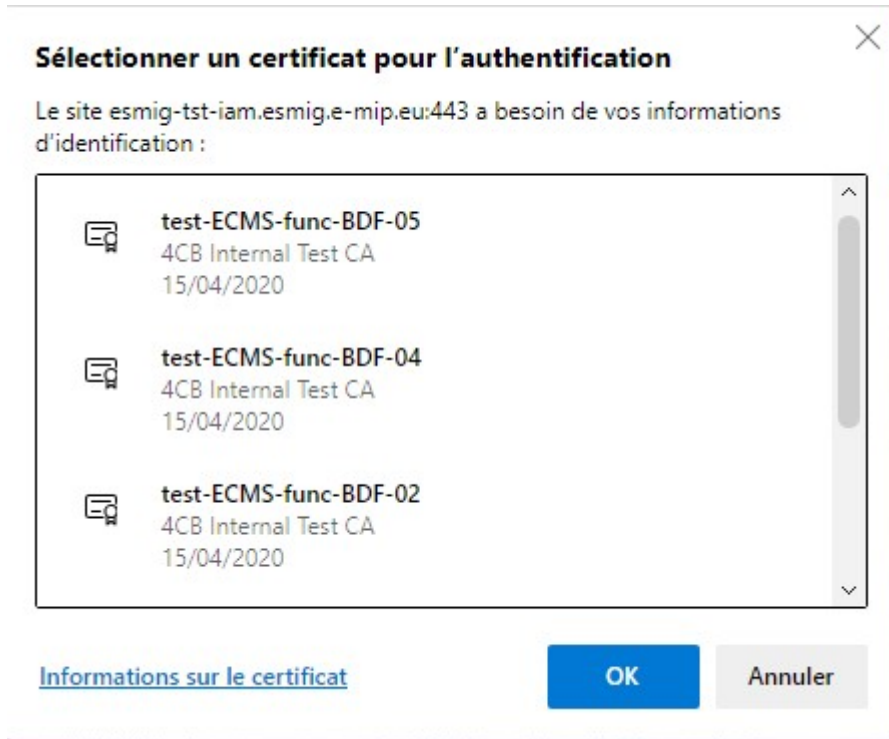 Sélectionner un certificat pour l’authentification
Le site esmig-tst-iam.esmig.e-mip.eu:443 a besoin de vos informations
d'identification :
test-ECMS-func-BDF-05
4CB Internal Test CA
15/04/2020
test-ECMS-func-BDF-04
4CB Internal Test CA
15/04/2020
test-ECMS-func-BDF-02
4CB Internal Test CA
15/04/2020
Informations sur le certificat
OK
Annuler